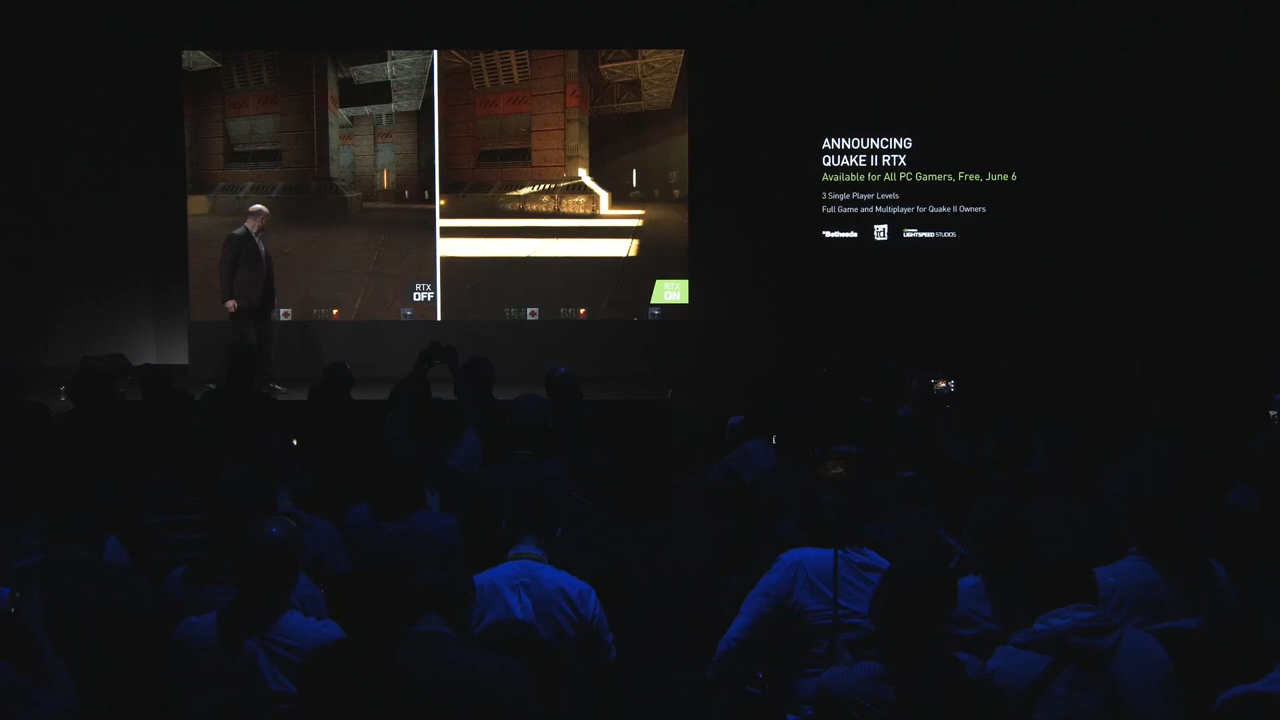 RTX
OFF
RTX
ON
ANNOUNCING
QUAKE II RTX
Available for All PC Gamers, Free, June 6
3 Single Player Levels
Full Game and Multiplayer for Quake II Owners
Bethesda
id
NVIDIA
LIGHTSPEED STUDIOS